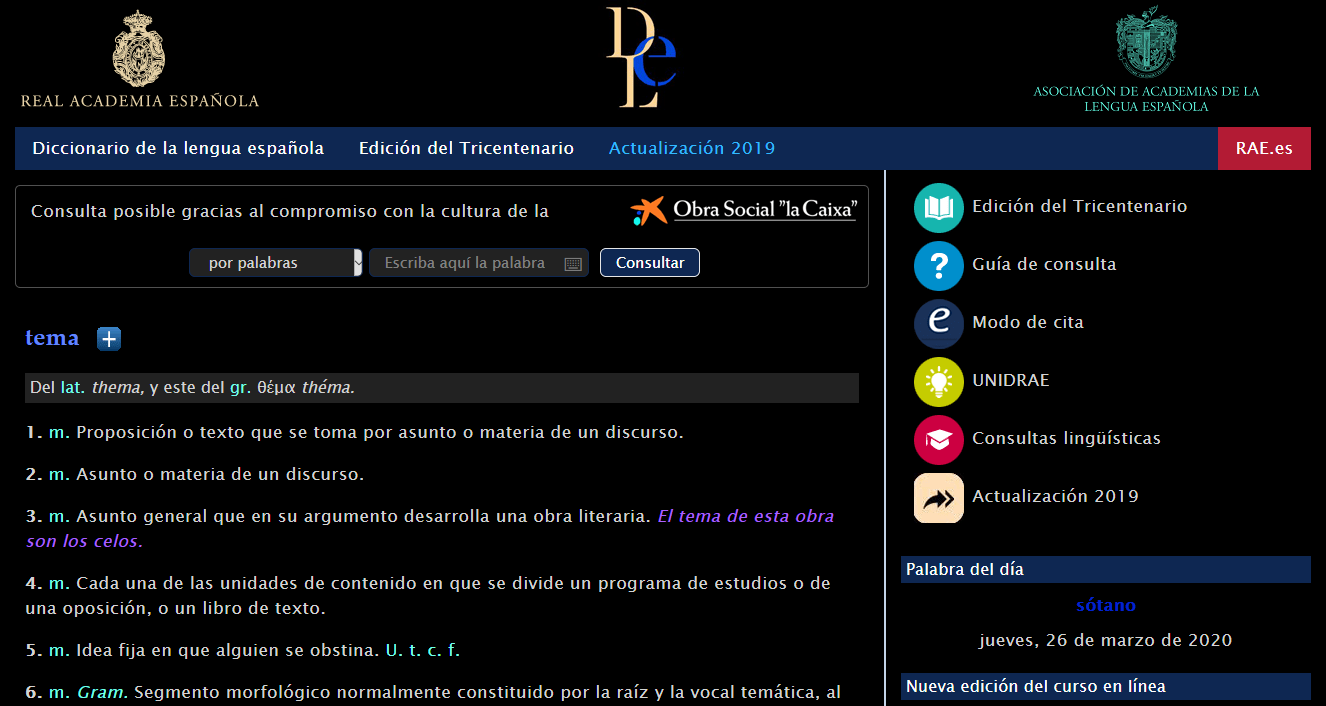 REAL ACADEMIA ESPAÑOLA
DLe
ASOCIACIÓN DE ACADEMIAS DE LA
LENGUA ESPAÑOLA
Diccionario de la lengua española
Edición del Tricentenario
Actualización 2019
RAE.es
Consulta posible gracias al compromiso con la cultura de la
Obra Social "la Caixa"
por palabras
Escriba aquí la palabra
Consultar
tema +
Del lat. thema, y este del gr. θέμα théma.
1. m. Proposición o texto que se toma por asunto o materia de un discurso.
2. m. Asunto o materia de un discurso.
3. m. Asunto general que en su argumento desarrolla una obra literaria. El tema de esta obra
son los celos.
4. m. Cada una de las unidades de contenido en que se divide un programa de estudios o de
una oposición, o un libro de texto.
5. m. Idea fija en que alguien se obstina. U. t. c. f.
6. m. Gram. Segmento morfológico normalmente constituido por la raíz y la vocal temática, al
Edición del Tricentenario
? Guía de consulta
e Modo de cita
UNIDRAE
Consultas lingüísticas
Actualización 2019
Palabra del día
sótano
jueves, 26 de marzo de 2020
Nueva edición del curso en línea